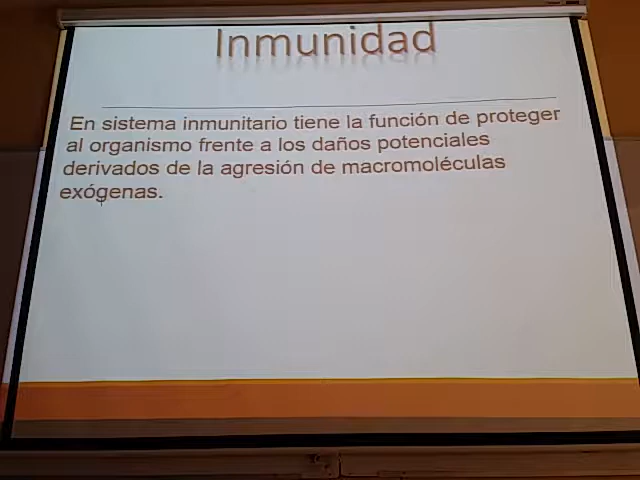 Inmunidad
En sistema inmunitario tiene la función de proteger
al organismo frente a los daños potenciales
derivados de la agresión de macromoléculas
exógenas.